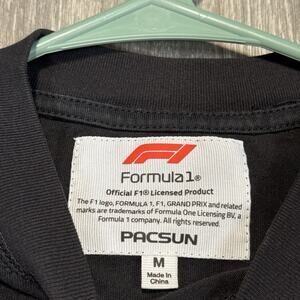 Formula 1®
Official F1® Licensed Product
The F1 logo, FORMULA 1, F1, GRAND PRIX and related
marks are trademarks of Formula One Licensing BV, a
Formula 1 company. All rights reserved.
PACSUN
M
Made in
China